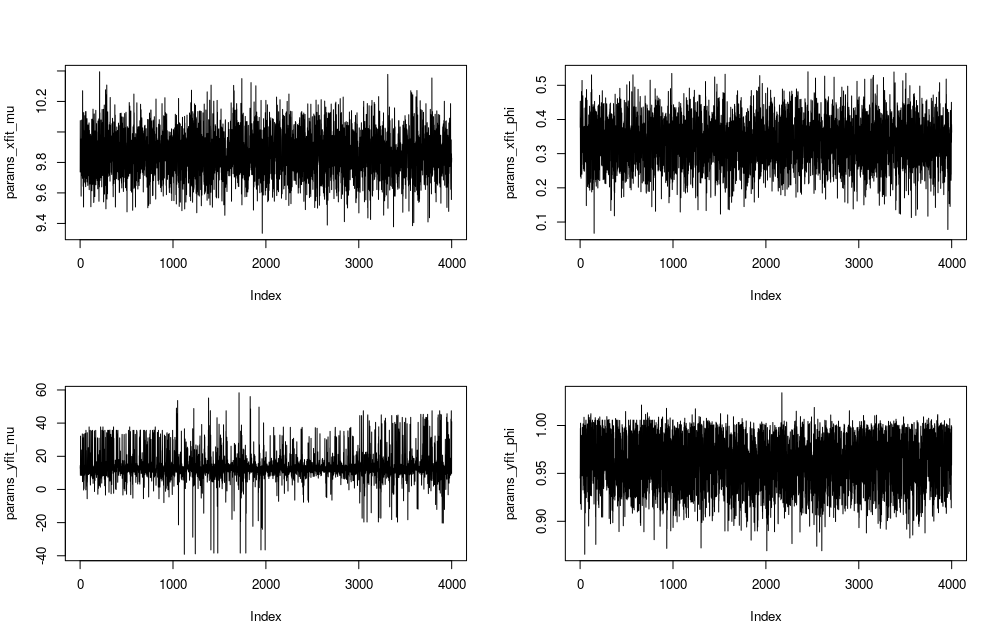 params_xfit_mu
9.4 9.6 9.8 10.2
0 1000 2000 3000 4000
Index
params_xfit_phi
0.1 0.2 0.3 0.4 0.5
0 1000 2000 3000 4000
Index
params_yfit_mu
-40 -20 0 20 40 60
0 1000 2000 3000 4000
Index
params_yfit_phi
0.90 0.95 1.00
0 1000 2000 3000 4000
Index